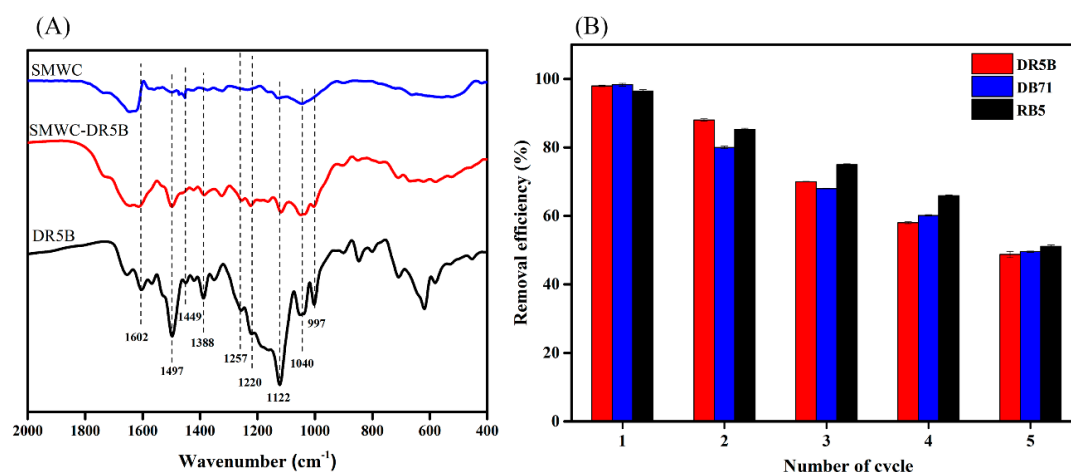 (A)
SMWC
SMWC-DR5B
DR5B
1602
1497
1449
1388
1257
1220
1122
1040
997
2000 1800 1600 1400 1200 1000 800 600 400
Wavenumber (cm-1)
(B)
DR5B
DB71
RB5
Removal efficiency (%)
100
80
60
40
20
0
1 2 3 4 5
Number of cycle